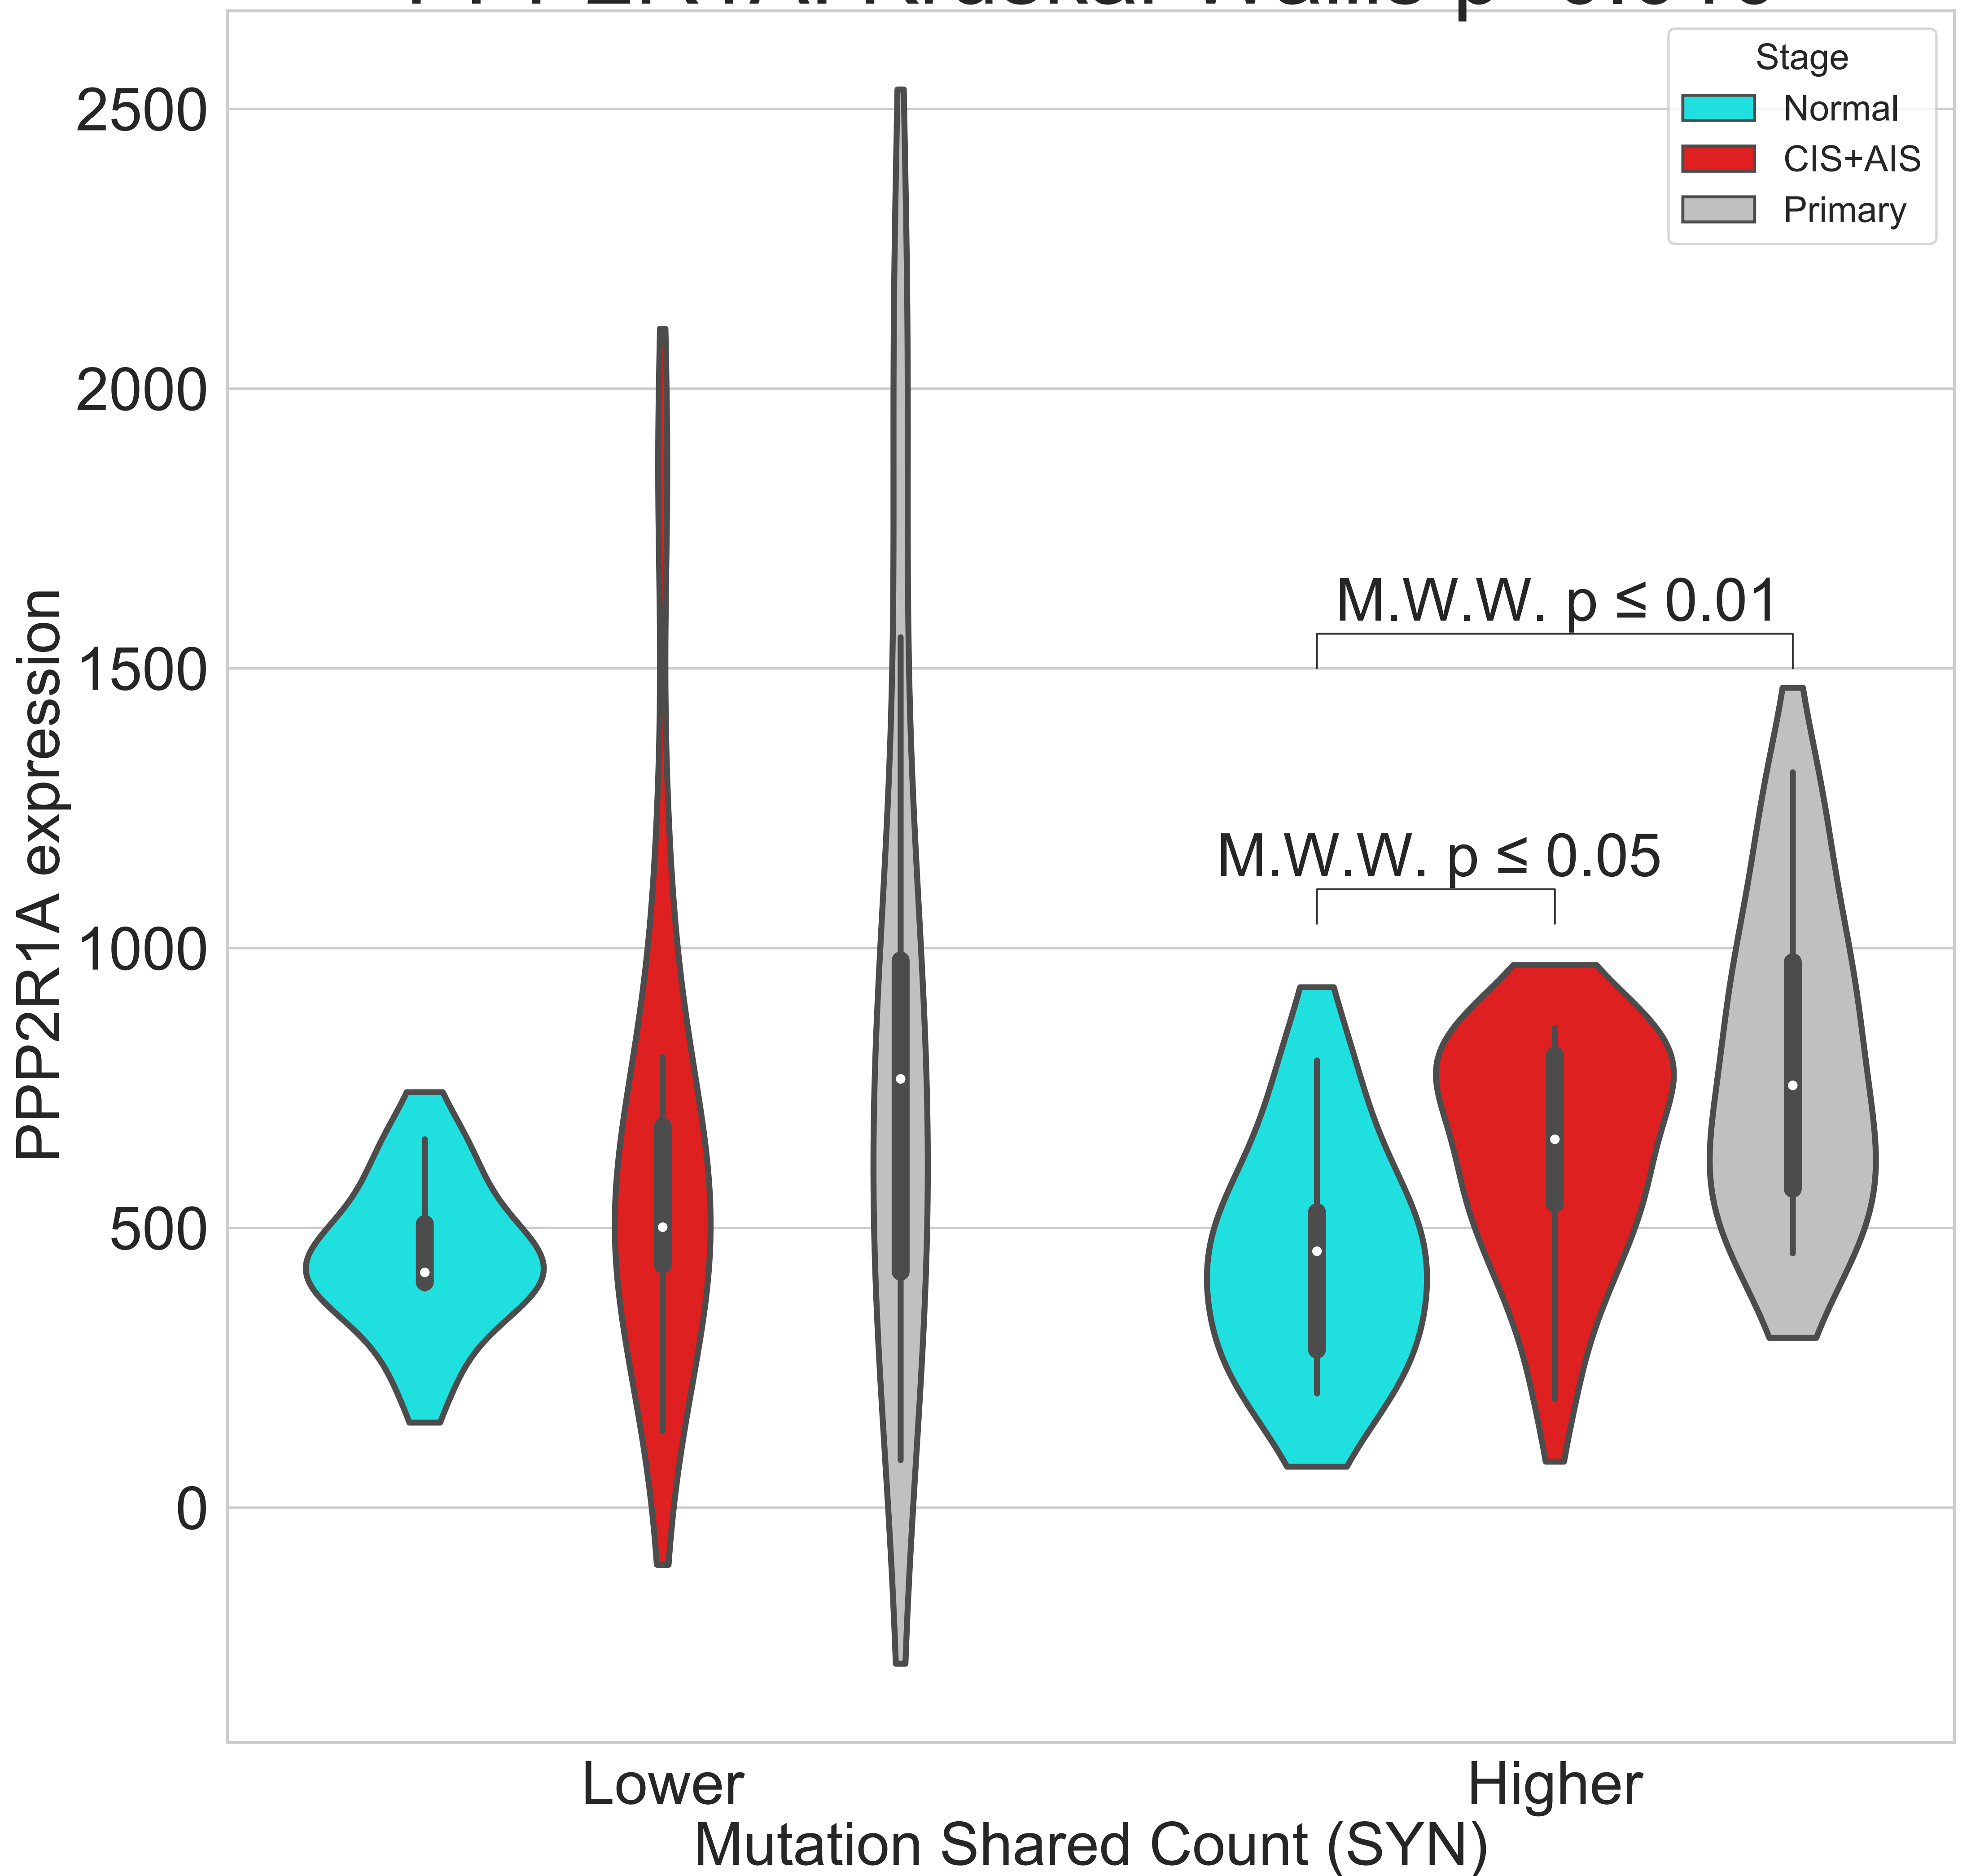 Stage
Normal
CIS+AIS
Primary
2500
2000
1500
1000
500
0
PPP2R1A expression
M.W.W. p ≤ 0.01
M.W.W. p ≤ 0.05
Lower
Higher
Mutation Shared Count (SYN)